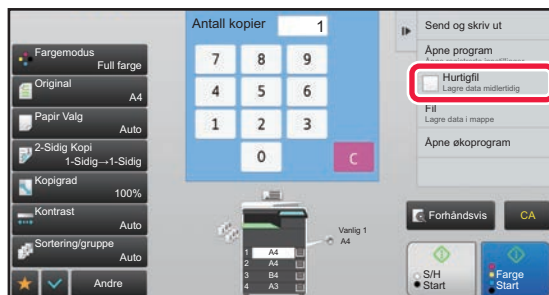 Antall kopier 1
7 8 9
4 5 6
1 2 3
0 C
Fargemodus
Full farge
Original
A4
Papir Valg
Auto
2-Sidig Kopi
1-Sidig→1-Sidig
Kopigrad
100%
Kontrast
Auto
Sortering/gruppe
Auto
Andre
Vanlig 1
A4
1 A4
2 A4
3 B4
4 A3
Send og skriv ut
Åpne program
Hurtigfil
Lagre data midlertidig
Fil
Lagre data i mappe
Åpne økoprogram
Forhåndsvis
CA
S/H
Start
Farge
Start